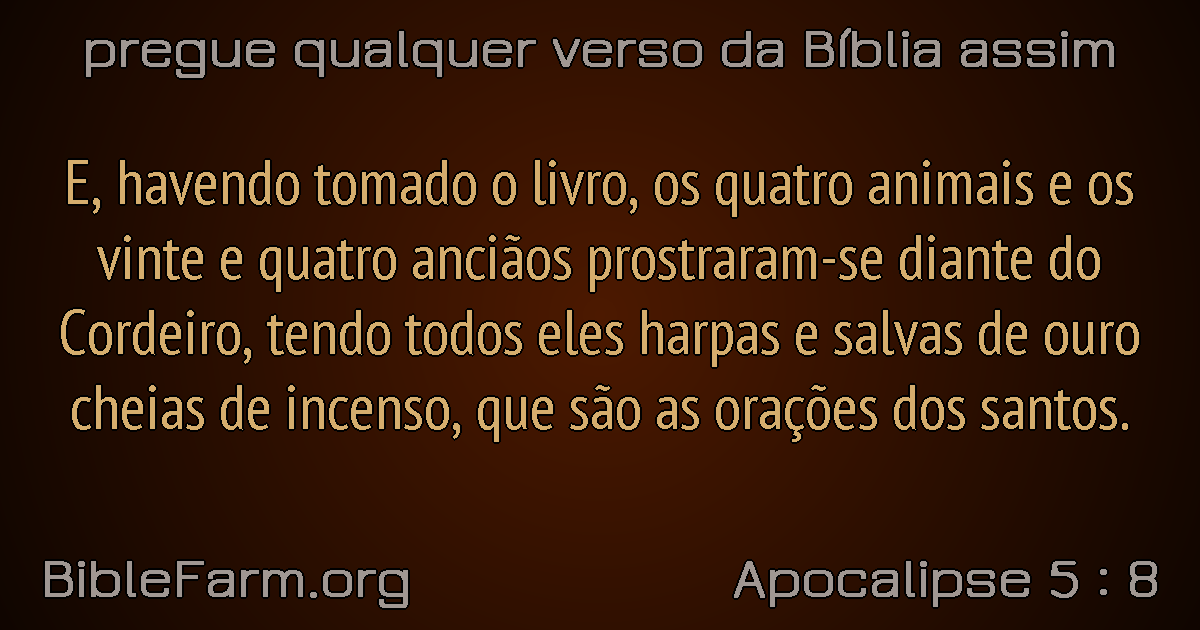 pregue qualquer verso da Bíblia assim
E, havendo tomado o livro, os quatro animais e os
vinte e quatro anciãos prostraram-se diante do
Cordeiro, tendo todos eles harpas e salvas de ouro
cheias de incenso, que são as orações dos santos.
BibleFarm.org
Apocalipse 5 : 8